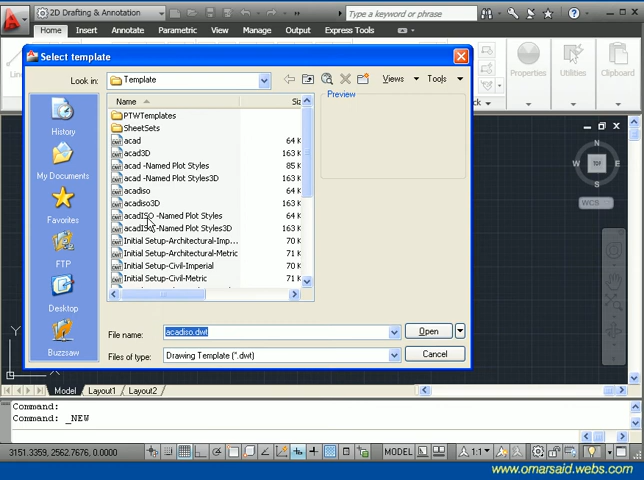 2D Drafting & Annotation
Type a keyword or phrase
Home Insert Annotate Parametric View Manage Output Express Tools
Select template
Look in: Template
Views Tools
Properties Utilities Clipboard
Name
Preview
PTWTemplates
SheetSets
acad 64 K
acad3D 163 K
acad -Named Plot Styles 85 K
acad -Named Plot Styles3D 163 K
acadiso 64 K
acadiso3D 163 K
acadISO -Named Plot Styles 64 K
acadISO -Named Plot Styles3D 163 K
Initial Setup-Architectural-Imp... 70 K
Initial Setup-Architectural-Metric 71 K
Initial Setup-Civil-Imperial 70 K
Initial Setup-Civil-Metric 71 K
History
My Documents
Favorites
FTP
Desktop
Buzzsaw
File name: acadiso.dwt Open
Files of type: Drawing Template (*.dwt) Cancel
N
W TOP E
S
WCS
Y
X
Model Layout1 Layout2
Command:
Command: _NEW
3151.3359, 2562.7676, 0.0000 MODEL 1:1
www.omarsaid.webs.com